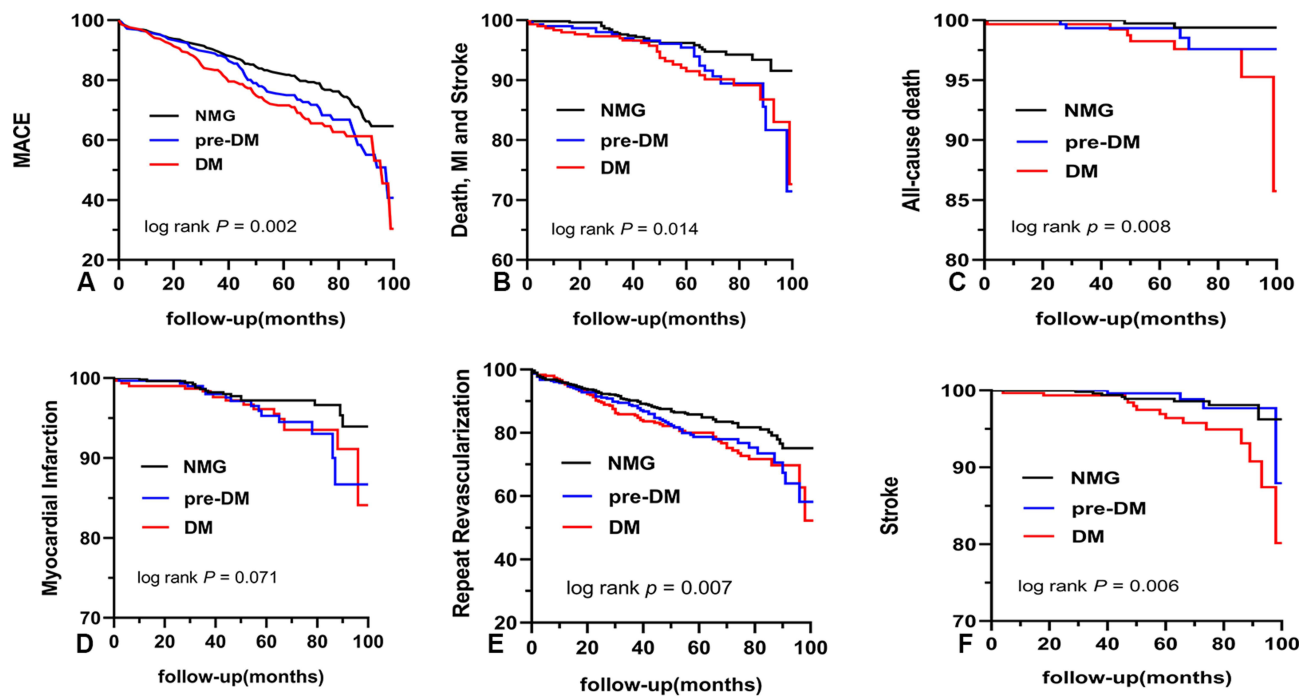 MACE
100
80
60
40
20
NMG
pre-DM
DM
log rank P = 0.002
A
0 20 40 60 80 100
follow-up(months)
Death, MI and Stroke
100
90
80
70
60
NMG
pre-DM
DM
log rank P = 0.014
B
0 20 40 60 80 100
follow-up(months)
All-cause death
100
95
90
85
80
NMG
pre-DM
DM
log rank p = 0.008
C
0 20 40 60 80 100
follow-up(months)
Myocardial Infarction
100
90
80
70
NMG
pre-DM
DM
log rank P = 0.071
D
0 20 40 60 80 100
follow-up(months)
Repeat Revascularization
100
80
60
40
20
NMG
pre-DM
DM
log rank p = 0.007
E
0 20 40 60 80 100
follow-up(months)
Stroke
100
90
80
70
NMG
pre-DM
DM
log rank P = 0.006
F
0 20 40 60 80 100
follow-up(months)